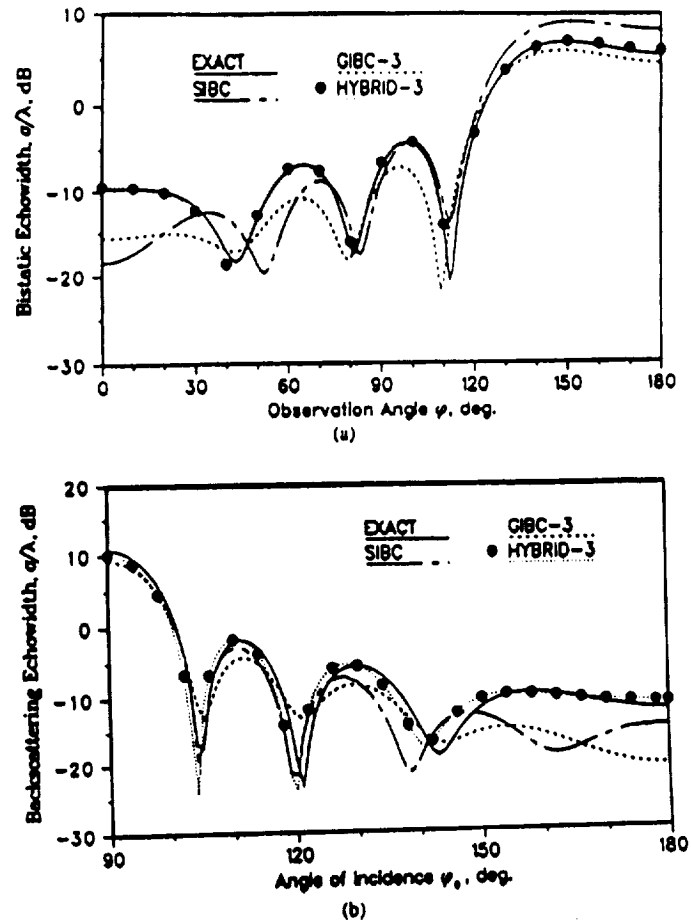 10
0
-10
-20
-30
Bistatic Echowidth, σ/λ, dB
EXACT
SIBC
GIBC-3
HYBRID-3
0 30 60 90 120 150 180
Observation Angle φ, deg.
(a)
20
10
0
-10
-20
-30
Backscattering Echowidth, σ/λ, dB
EXACT
SIBC
GIBC-3
HYBRID-3
90 120 150 180
Angle of Incidence φ₀, deg.
(b)